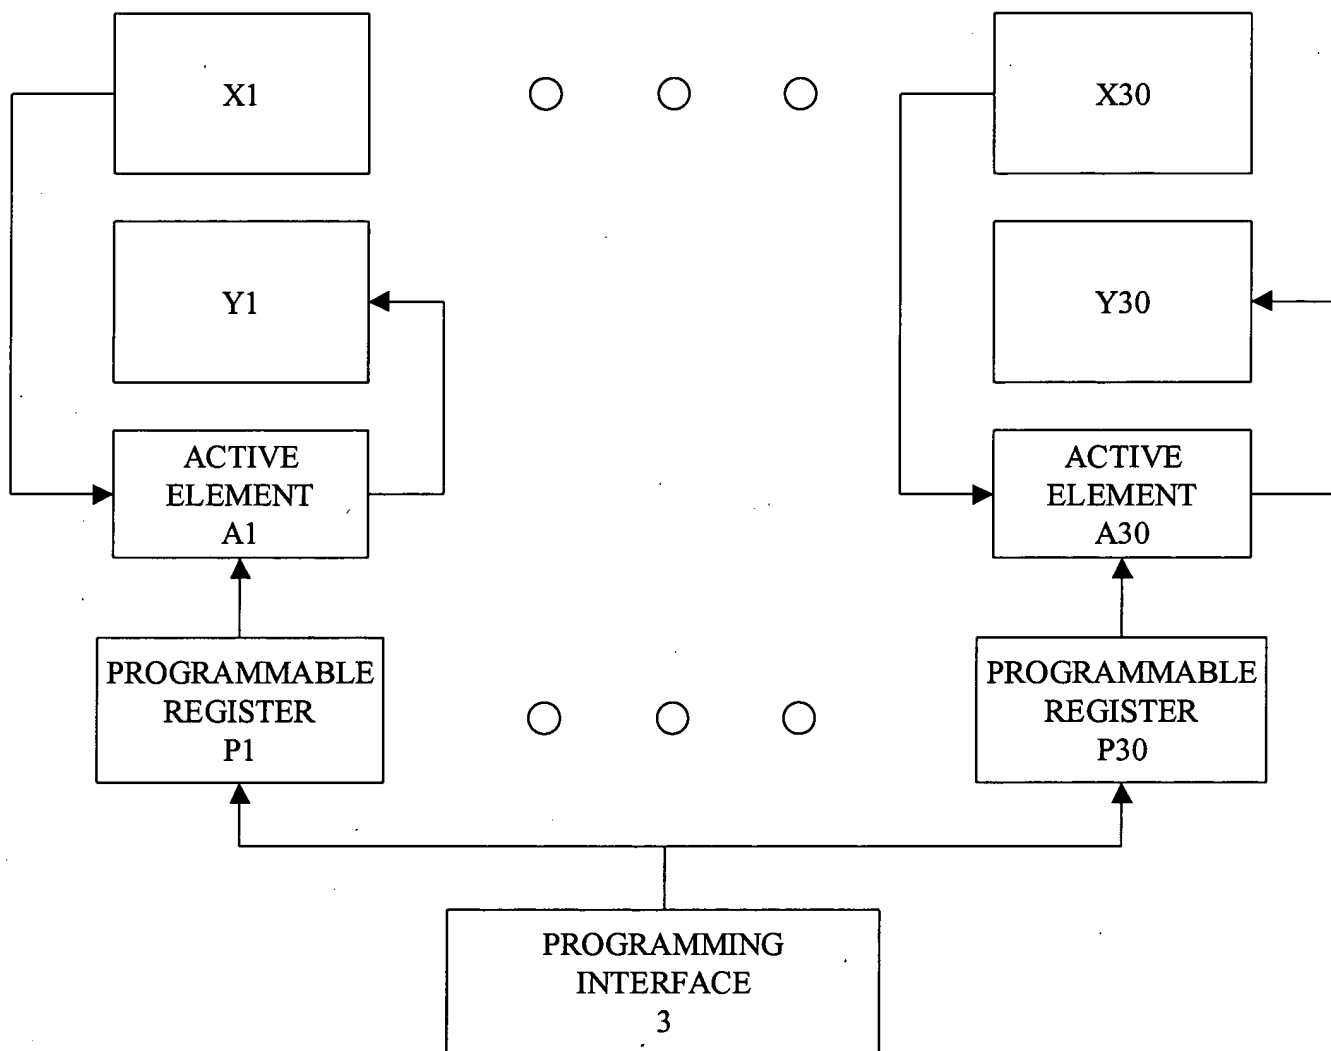 X1
X30
Y1
Y30
ACTIVE
ELEMENT
A1
ACTIVE
ELEMENT
A30
PROGRAMMABLE
REGISTER
P1
PROGRAMMABLE
REGISTER
P30
PROGRAMMING
INTERFACE
3